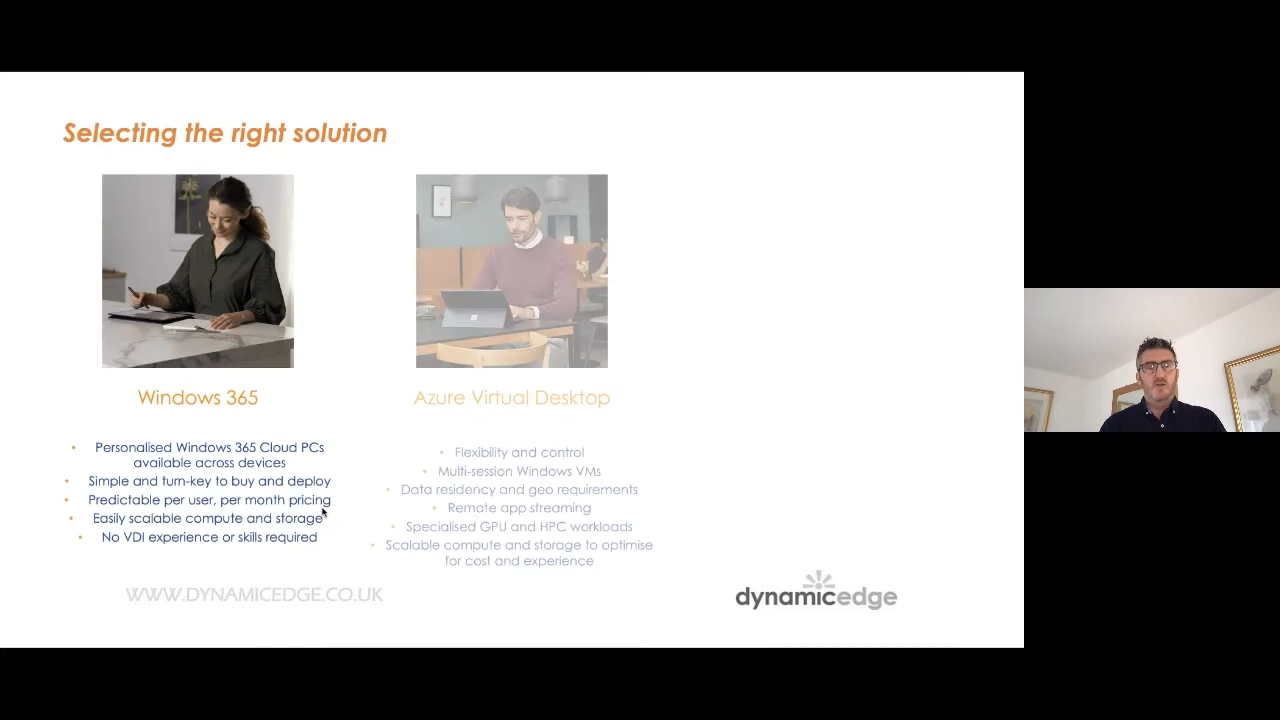 Selecting the right solution
Windows 365
• Personalised Windows 365 Cloud PCs
available across devices
• Simple and turn-key to buy and deploy
• Predictable per user, per month pricing
• Easily scalable compute and storage
• No VDI experience or skills required
Azure Virtual Desktop
• Flexibility and control
• Multi-session Windows VMs
• Data residency and geo requirements
• Remote app streaming
• Specialised GPU and HPC workloads
• Scalable compute and storage to optimise
for cost and experience
WWW.DYNAMICEDGE.CO.UK
dynamicedge